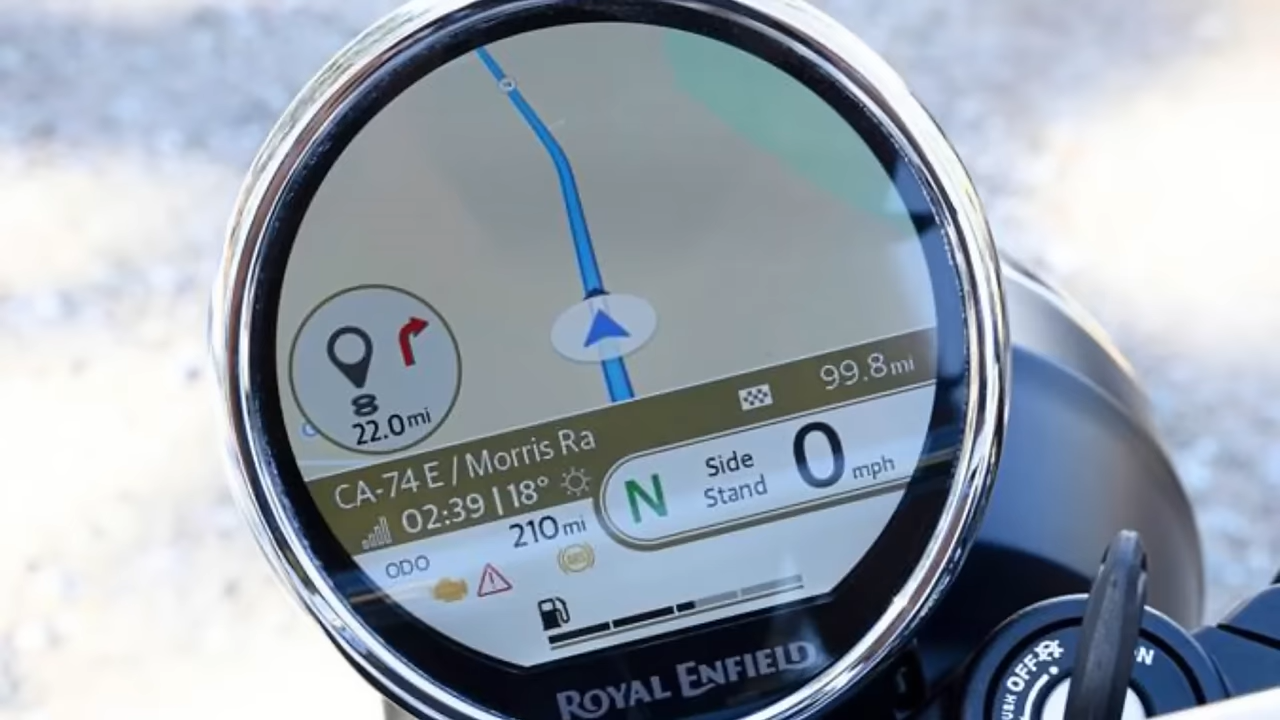 8
22.0 mi
99.8 mi
CA-74 E / Morris Ra
02:39 | 18°
N
Side
Stand
0 mph
210 mi
ODO
ABS
ROYAL ENFIELD
OFF